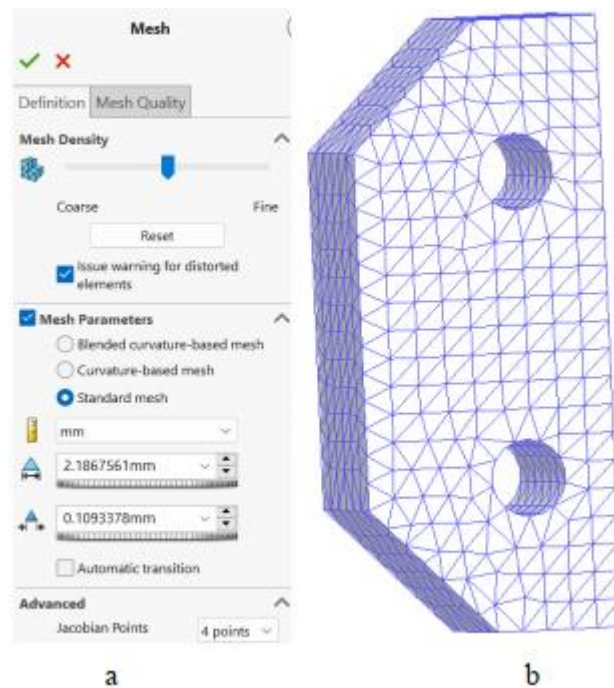 Mesh
Definition Mesh Quality
Mesh Density
Coarse Fine
Reset
Issue warning for distorted
elements
Mesh Parameters
Blended curvature-based mesh
Curvature-based mesh
Standard mesh
mm
2.1867561mm
0.1093378mm
Automatic transition
Advanced
Jacobian Points 4 points
a b